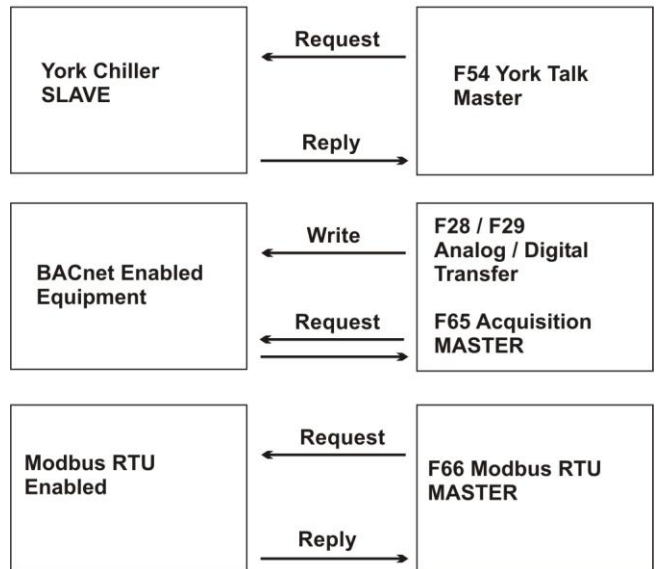 York Chiller
SLAVE
Request
Reply
F54 York Talk
Master
BACnet Enabled
Equipment
Write
Request
F28 / F29
Analog / Digital
Transfer
F65 Acquisition
MASTER
Modbus RTU
Enabled
Request
Reply
F66 Modbus RTU
MASTER